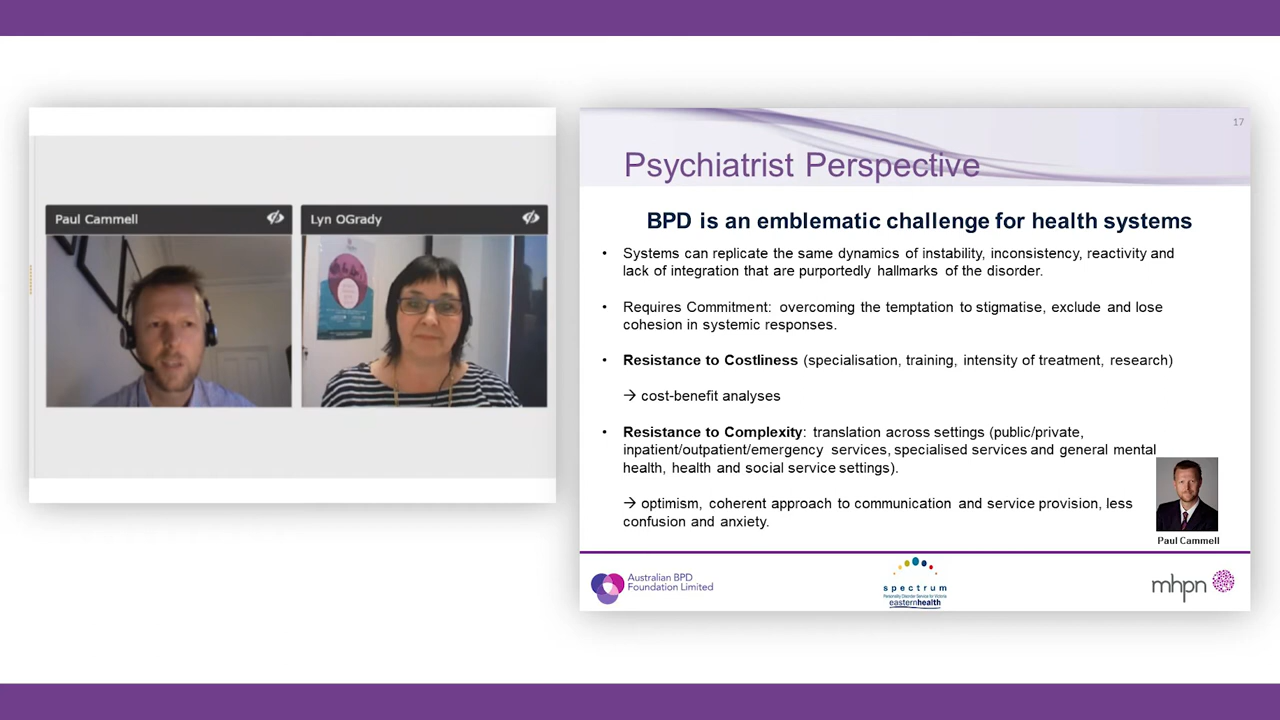 Paul Cammell
Lyn OGrady
17
Psychiatrist Perspective
BPD is an emblematic challenge for health systems
• Systems can replicate the same dynamics of instability, inconsistency, reactivity and
lack of integration that are purportedly hallmarks of the disorder.
• Requires Commitment: overcoming the temptation to stigmatise, exclude and lose
cohesion in systemic responses.
• Resistance to Costliness (specialisation, training, intensity of treatment, research)
→ cost-benefit analyses
• Resistance to Complexity: translation across settings (public/private,
inpatient/outpatient/emergency services, specialised services and general mental
health, health and social service settings).
→ optimism, coherent approach to communication and service provision, less
confusion and anxiety.
Paul Cammell
Australian BPD
Foundation Limited
spectrum
Personality Disorder Service for Victoria
easternhealth
mhpn